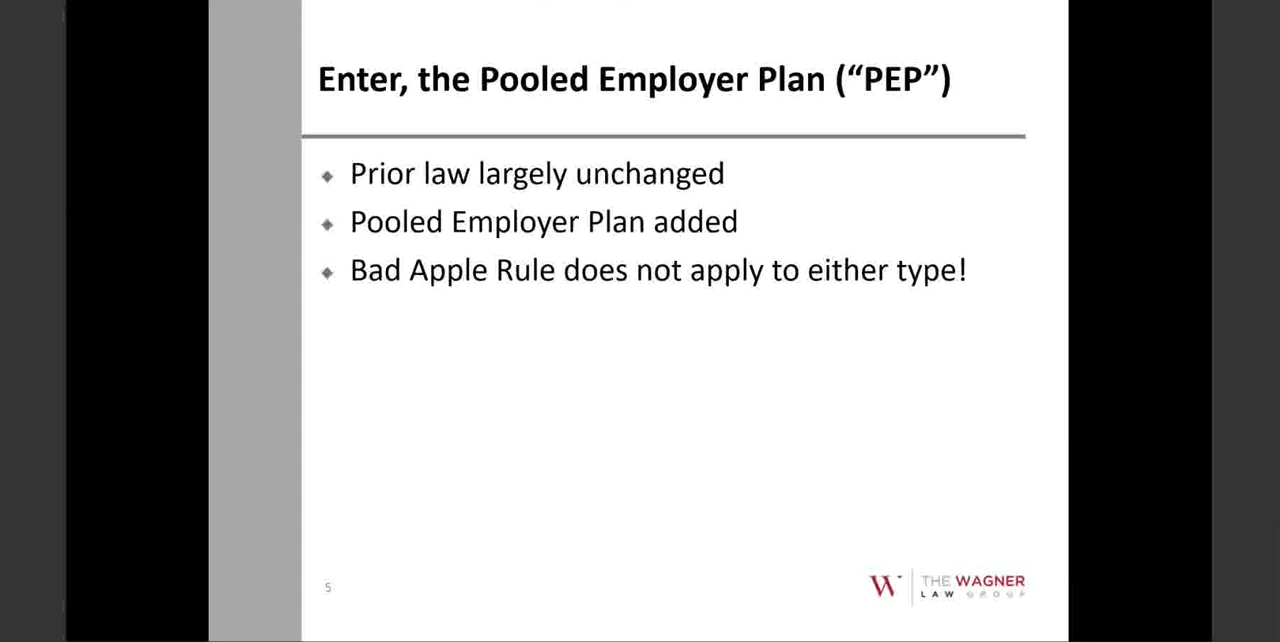 Enter, the Pooled Employer Plan (“PEP”)
Prior law largely unchanged
Pooled Employer Plan added
Bad Apple Rule does not apply to either type!
5
W THE WAGNER
LAW GROUP